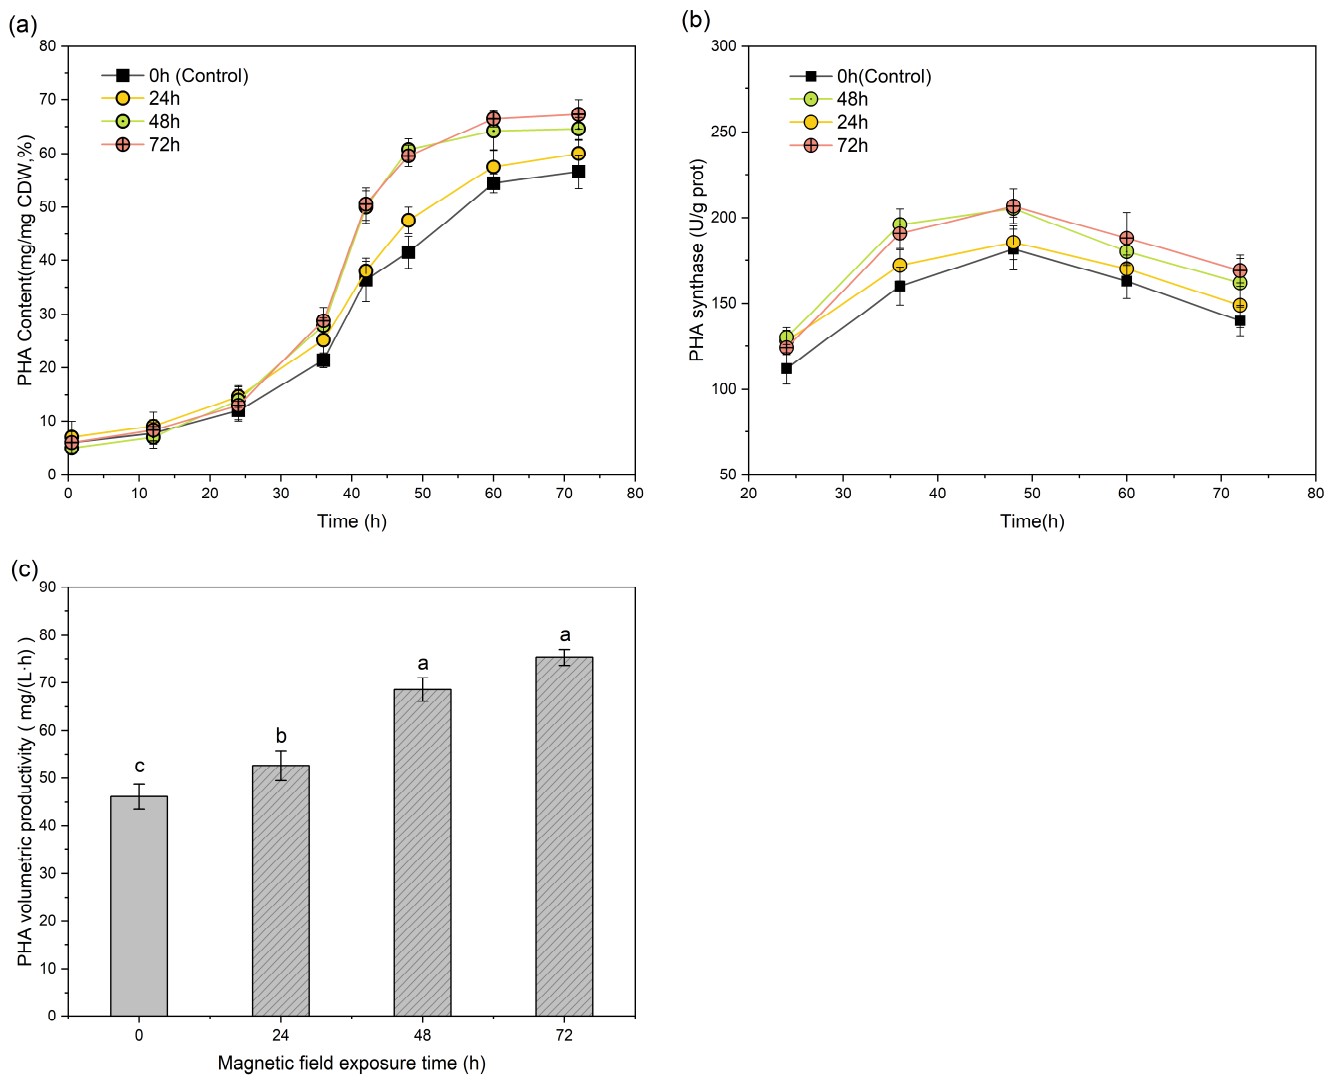 (a)
80
70
60
50
40
30
20
10
0
PHA Content(mg/mg CDW,%)
0h (Control)
24h
48h
72h
0 10 20 30 40 50 60 70 80
Time (h)
(b)
300
250
200
150
100
50
PHA synthase (U/g prot)
0h(Control)
48h
24h
72h
20 30 40 50 60 70 80
Time(h)
(c)
90
80
70
60
50
40
30
20
10
0
PHA volumetric productivity ( mg/(L·h) )
c
b
a
a
0 24 48 72
Magnetic field exposure time (h)